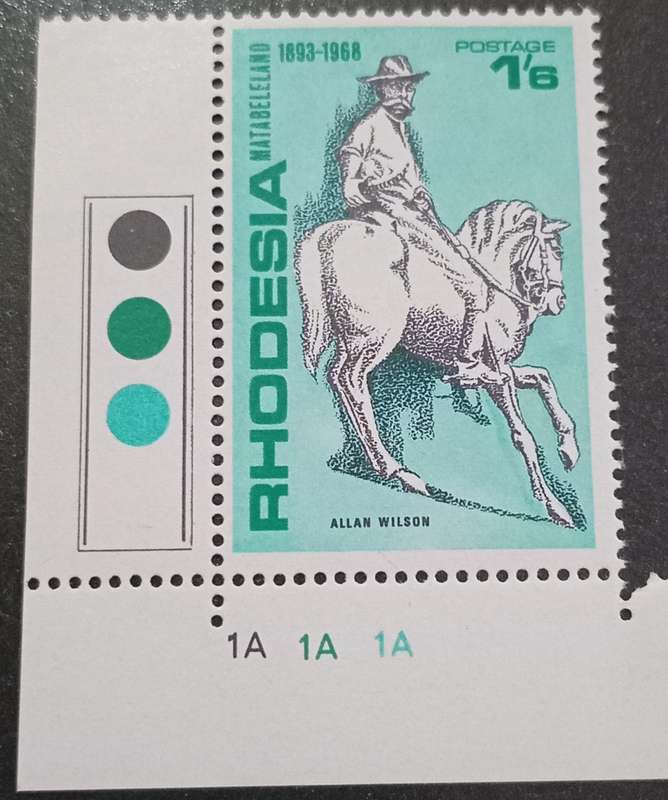 1893-1968
POSTAGE
1'/6
RHODESIA
MATABELELAND
ALLAN WILSON
1A 1A 1A